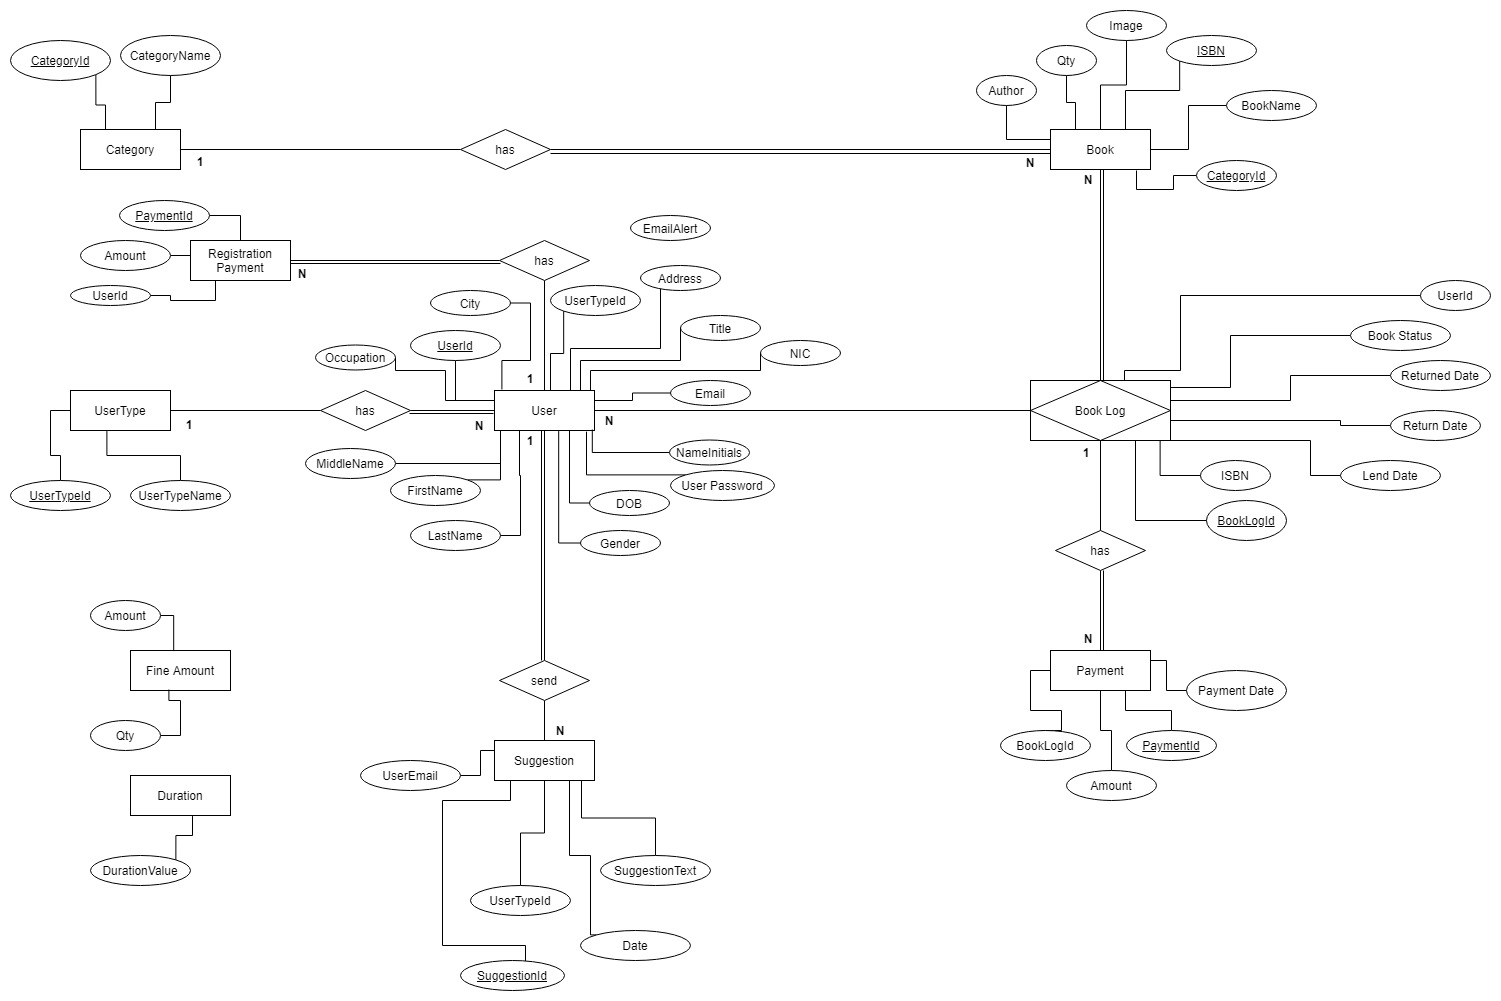 Image
CategoryId
CategoryName
Qty
ISBN
Author
BookName
Category
1
has
N
Book
N
CategoryId
PaymentId
EmailAlert
Amount
Registration
Payment
N
has
Address
UserId
City
UserTypeId
UserId
Title
Book Status
Occupation
UserId
NIC
Returned Date
1
Email
UserType
1
has
N
User
N
Book Log
Return Date
1
1
MiddleName
NameInitials
FirstName
User Password
ISBN
Lend Date
UserTypeId
UserTypeName
DOB
BookLogId
LastName
Gender
has
Amount
N
Fine Amount
send
Payment
Payment Date
Qty
N
BookLogId
PaymentId
Suggestion
UserEmail
Amount
Duration
DurationValue
SuggestionText
UserTypeId
Date
SuggestionId